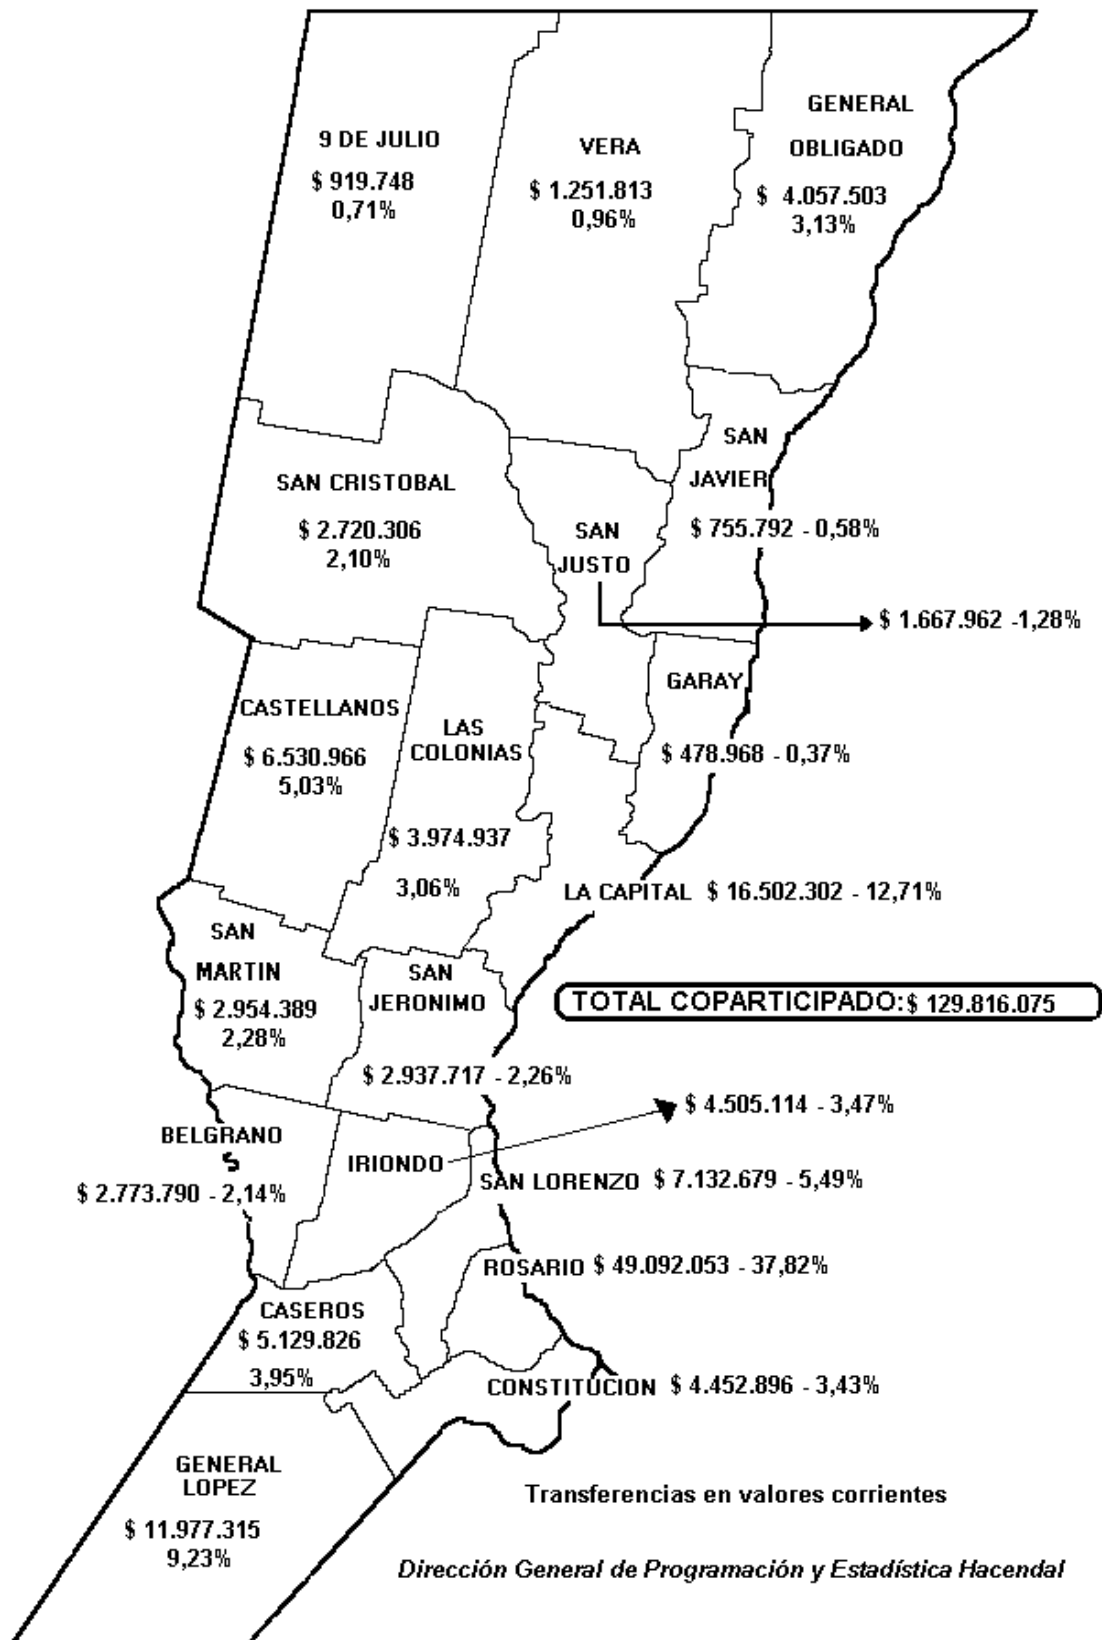 9 DE JULIO
$ 919.748
0,71%
VERA
$ 1.251.813
0,96%
GENERAL
OBLIGADO
$ 4.057.503
3,13%
SAN CRISTOBAL
$ 2.720.306
2,10%
SAN
JUSTO
$ 1.667.962 -1,28%
SAN
JAVIER
$ 755.792 - 0,58%
CASTELLANOS
$ 6.530.966
5,03%
LAS
COLONIAS
$ 3.974.937
3,06%
GARAY
$ 478.968 - 0,37%
LA CAPITAL $ 16.502.302 - 12,71%
SAN
MARTIN
$ 2.954.389
2,28%
SAN
JERONIMO
$ 2.937.717 - 2,26%
TOTAL COPARTICIPADO:$ 129.816.075
BELGRANO
$ 2.773.790 - 2,14%
IRIONDO
$ 4.505.114 - 3,47%
SAN LORENZO $ 7.132.679 - 5,49%
ROSARIO $ 49.092.053 - 37,82%
CASEROS
$ 5.129.826
3,95%
CONSTITUCION $ 4.452.896 - 3,43%
GENERAL
LOPEZ
$ 11.977.315
9,23%
Transferencias en valores corrientes
Dirección General de Programación y Estadística Hacendal